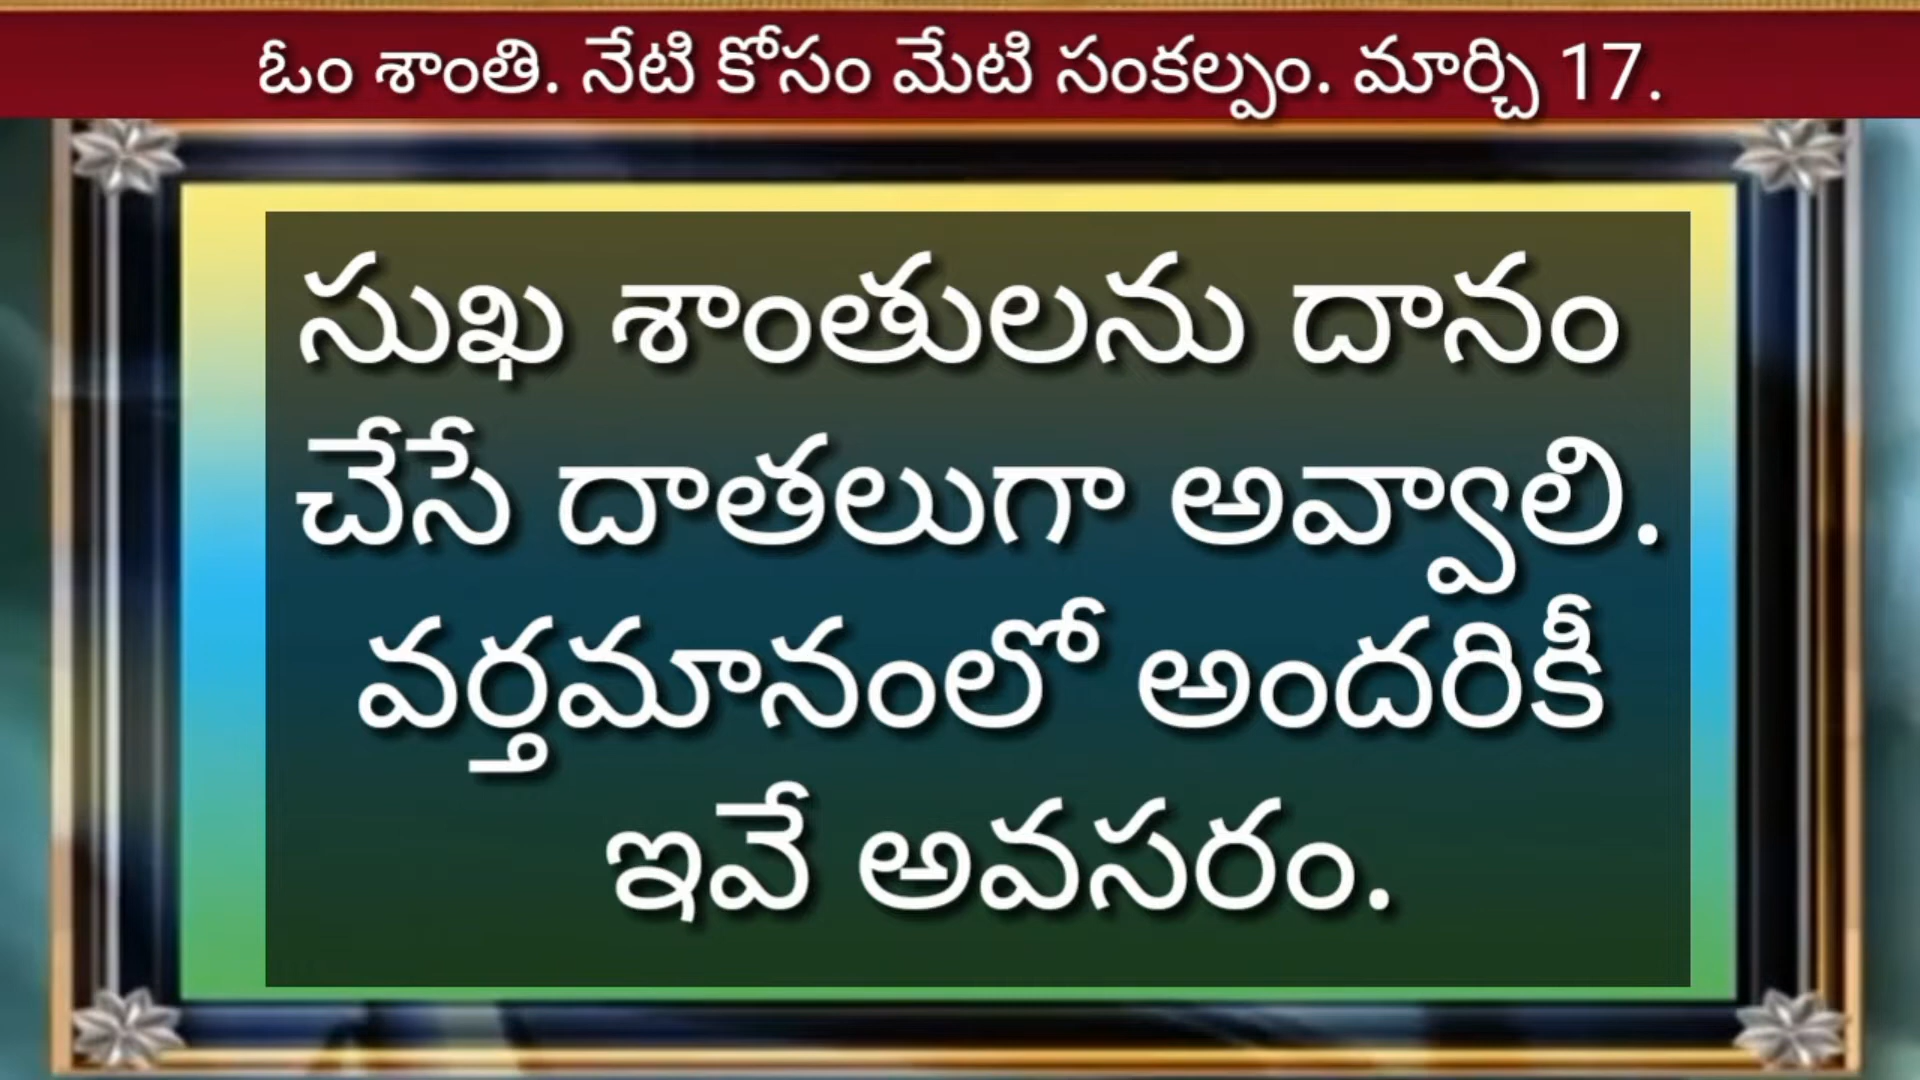 ఓం శాంతి. నేటి కోసం మేటి సంకల్పం. మార్చి 17.
సుఖ శాంతులను దానం
చేసే దాతలుగా అవ్వాలి.
వర్తమానంలో అందరికీ
ఇవే అవసరం.